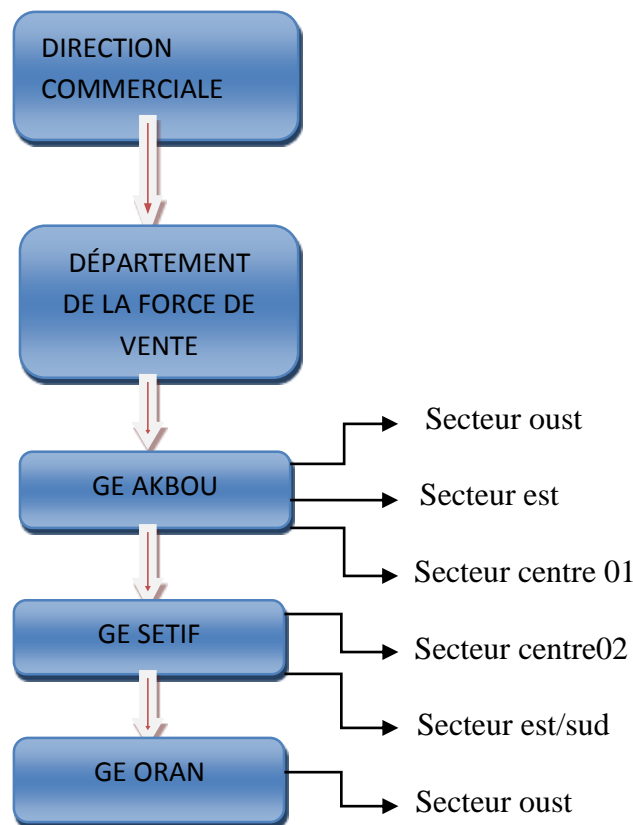 DIRECTION
COMMERCIALE
DÉPARTEMENT
DE LA FORCE DE
VENTE
Secteur oust
GE AKBOU
Secteur est
Secteur centre 01
GE SETIF
Secteur centre02
Secteur est/sud
GE ORAN
Secteur oust